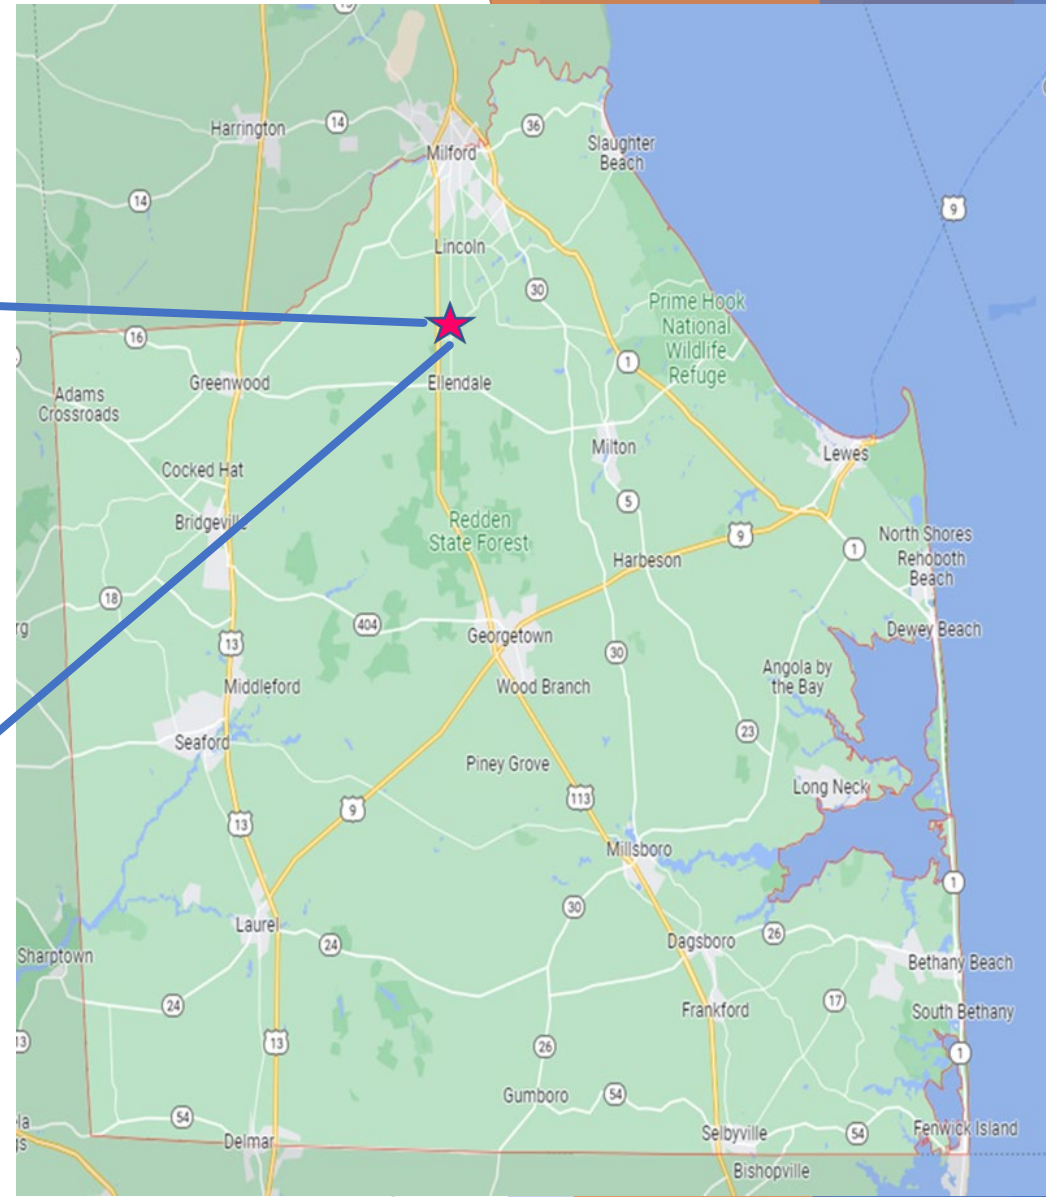 Harrington
14
36
Milford
Slaughter
Beach
14
9
Lincoln
30
Prime Hook
National
Wildlife
Refuge
16
1
Greenwood
Ellendale
Adams
Crossroads
Milton
Lewes
Cocked Hat
5
Bridgeville
Redden
State Forest
9
North Shores
1
Harbeson
Rehoboth
Beach
18
404
rg
Dewey Beach
13
Georgetown
30
Angola by
the Bay
Middleford
Wood Branch
23
Seaford
Piney Grove
Long Neck
113
9
13
Millsboro
1
30
Laurel
26
24
Dagsboro
Sharptown
Bethany Beach
24
17
Frankford
South Bethany
13
13
26
1
Gumboro
54
la
54
Fenwick Island
gs
Delmar
Selbyville
54
Bishopville